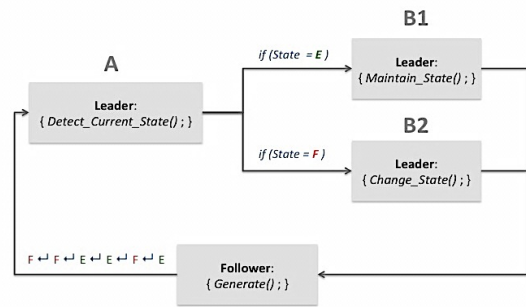 B1
A
if (State = E )
Leader:
{ Maintain_State() ; }
Leader:
{ Detect_Current_State() ; }
B2
if (State = F )
Leader:
{ Change_State() ; }
F ↵ F ↵ E ↵ E ↵ F ↵ E
Follower:
{ Generate() ; }